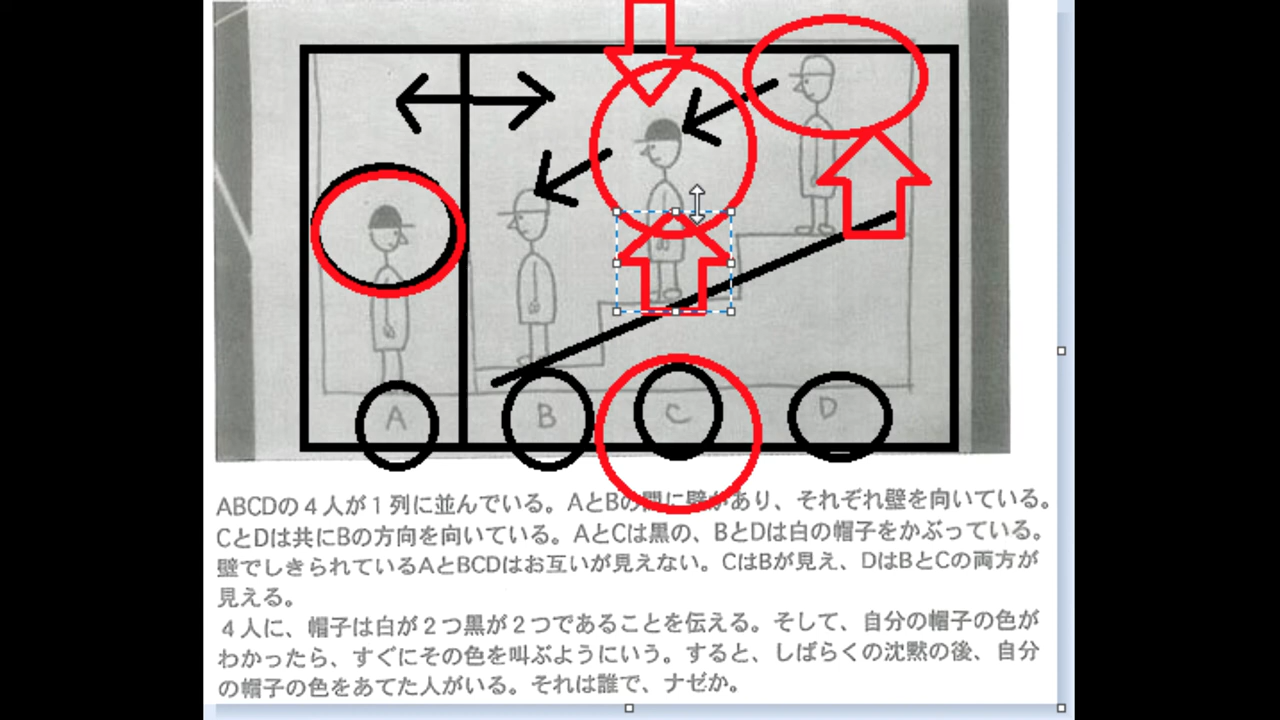 A B C D
ABCDの４人が１列に並んでいる。AとBの間に壁があり、それぞれ壁を向いている。
CとDは共にBの方向を向いている。AとCは黒の、BとDは白の帽子をかぶっている。
壁でしきられているAとBCDはお互いが見えない。CはBが見え、DはBとCの両方が
見える。
４人に、帽子は白が２つ黒が２つであることを伝える。そして、自分の帽子の色が
わかったら、すぐにその色を叫ぶようにいう。すると、しばらくの沈黙の後、自分
の帽子の色をあてた人がいる。それは誰で、ナゼか。